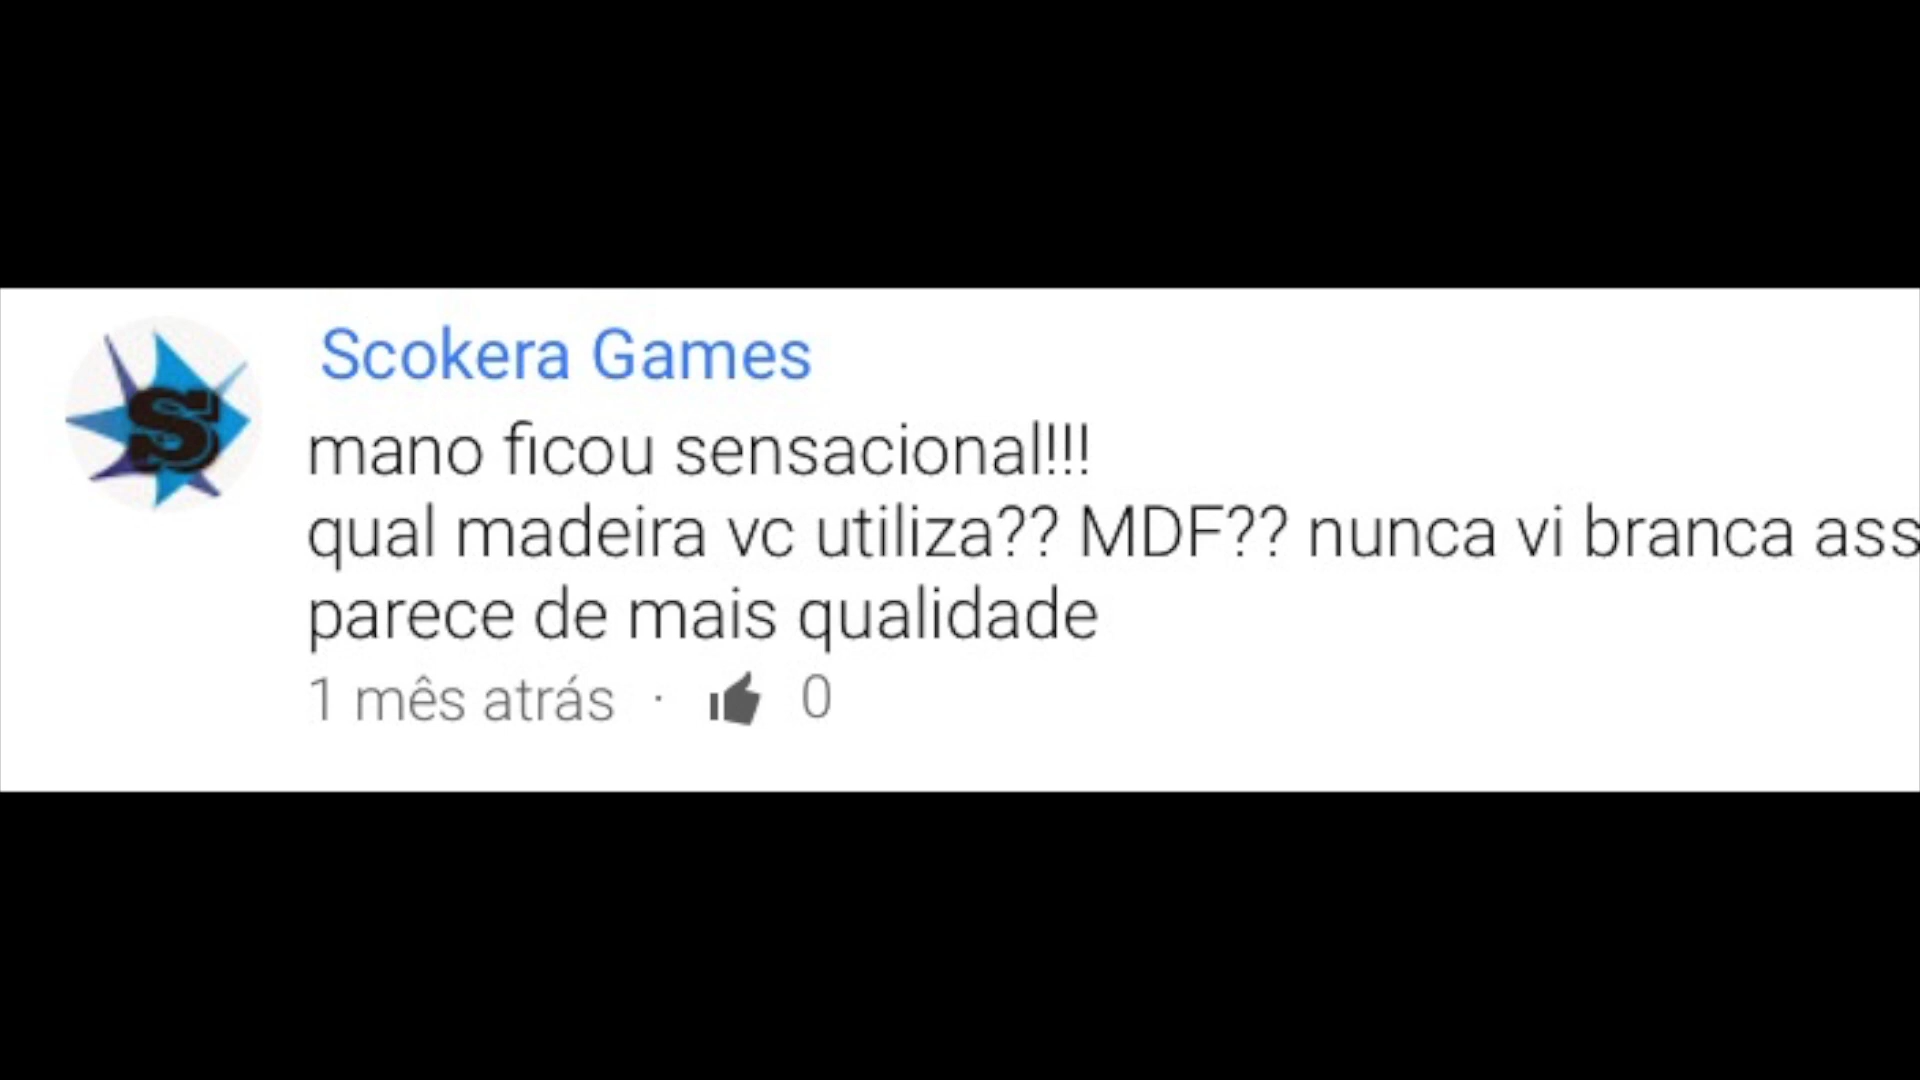 S
Scokera Games
mano ficou sensacional!!!
qual madeira vc utiliza?? MDF?? nunca vi branca ass
parece de mais qualidade
1 mês atrás · 0